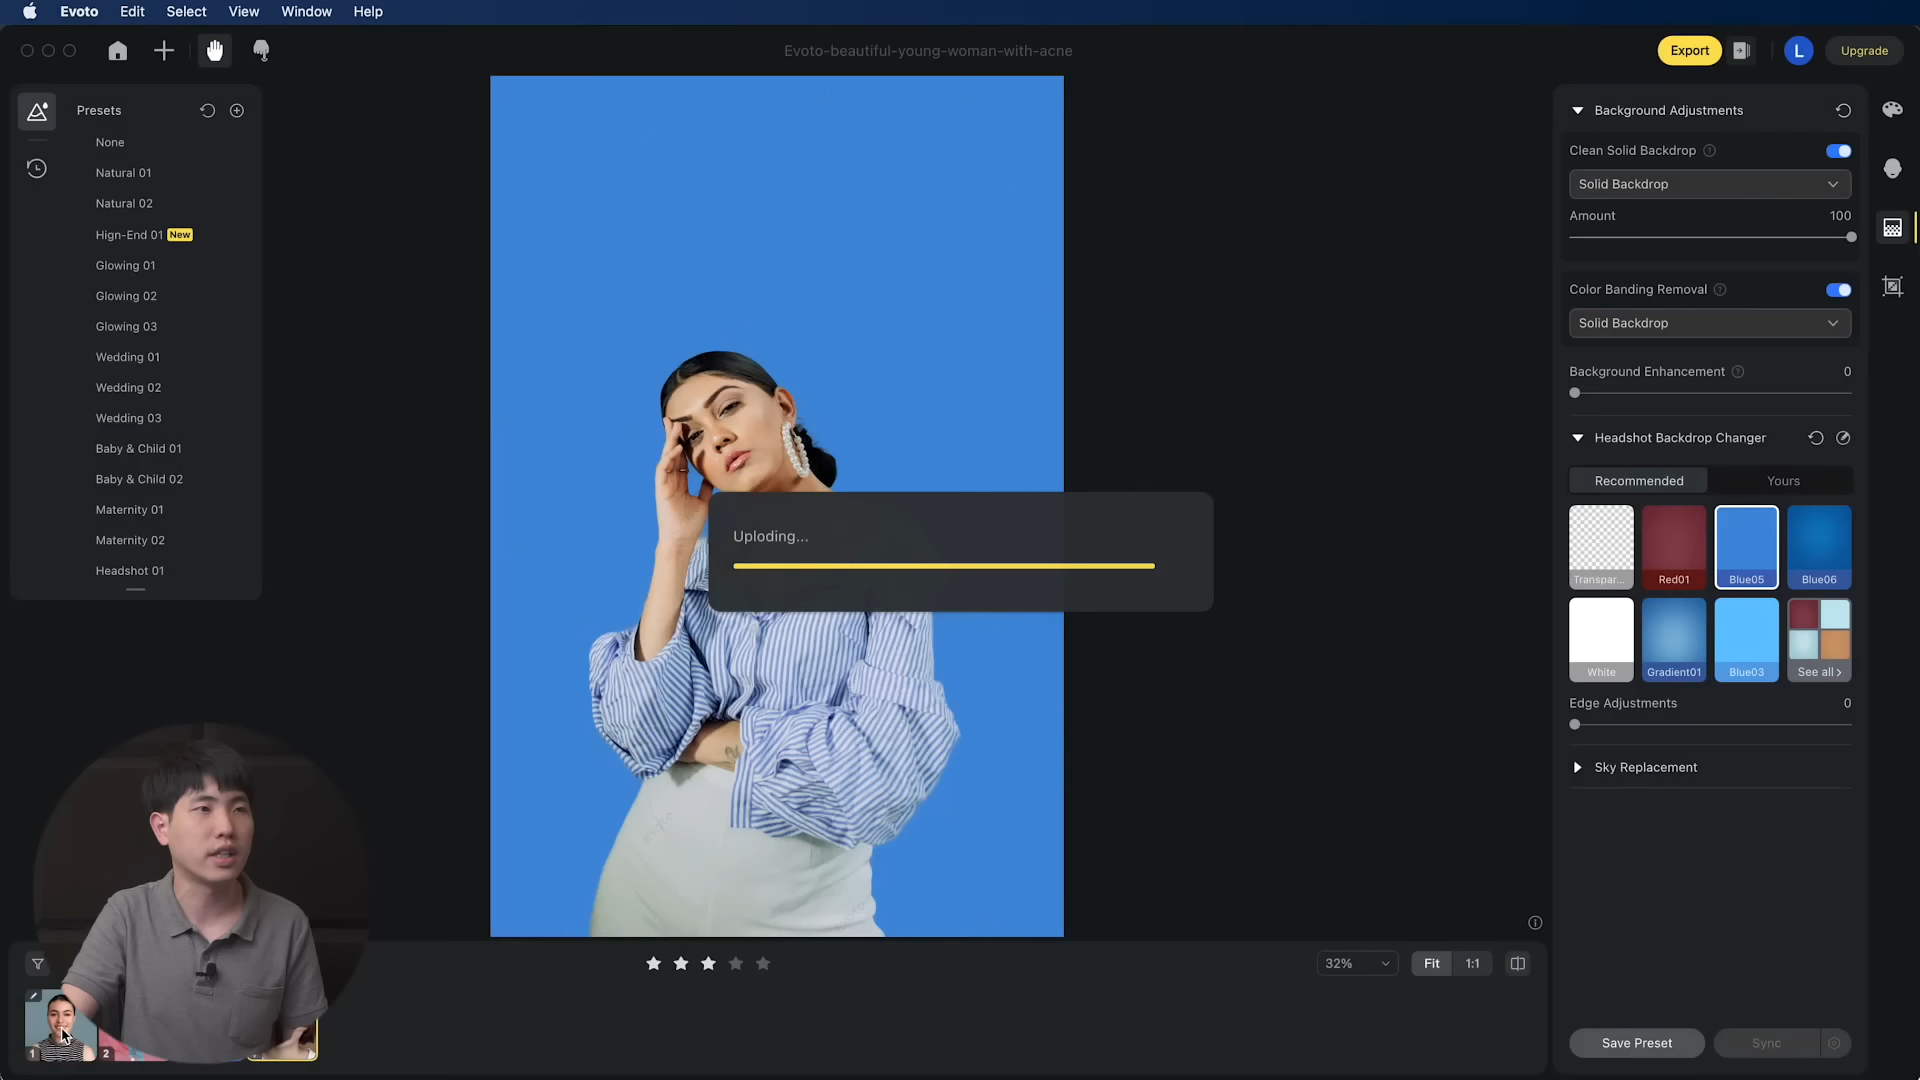 Evoto Edit Select View Window Help
Evoto-beautiful-young-woman-with-acne
Export
L
Upgrade
Presets
None
Natural 01
Natural 02
Hign-End 01 New
Glowing 01
Glowing 02
Glowing 03
Wedding 01
Wedding 02
Wedding 03
Baby & Child 01
Baby & Child 02
Maternity 01
Maternity 02
Headshot 01
Uploding...
Background Adjustments
Clean Solid Backdrop ?
Solid Backdrop
Amount 100
Color Banding Removal ?
Solid Backdrop
Background Enhancement ? 0
Headshot Backdrop Changer
Recommended Yours
Transpar... Red01 Blue05 Blue06
White Gradient01 Blue03 See all >
Edge Adjustments 0
Sky Replacement
32% Fit 1:1
1 2
Save Preset Sync